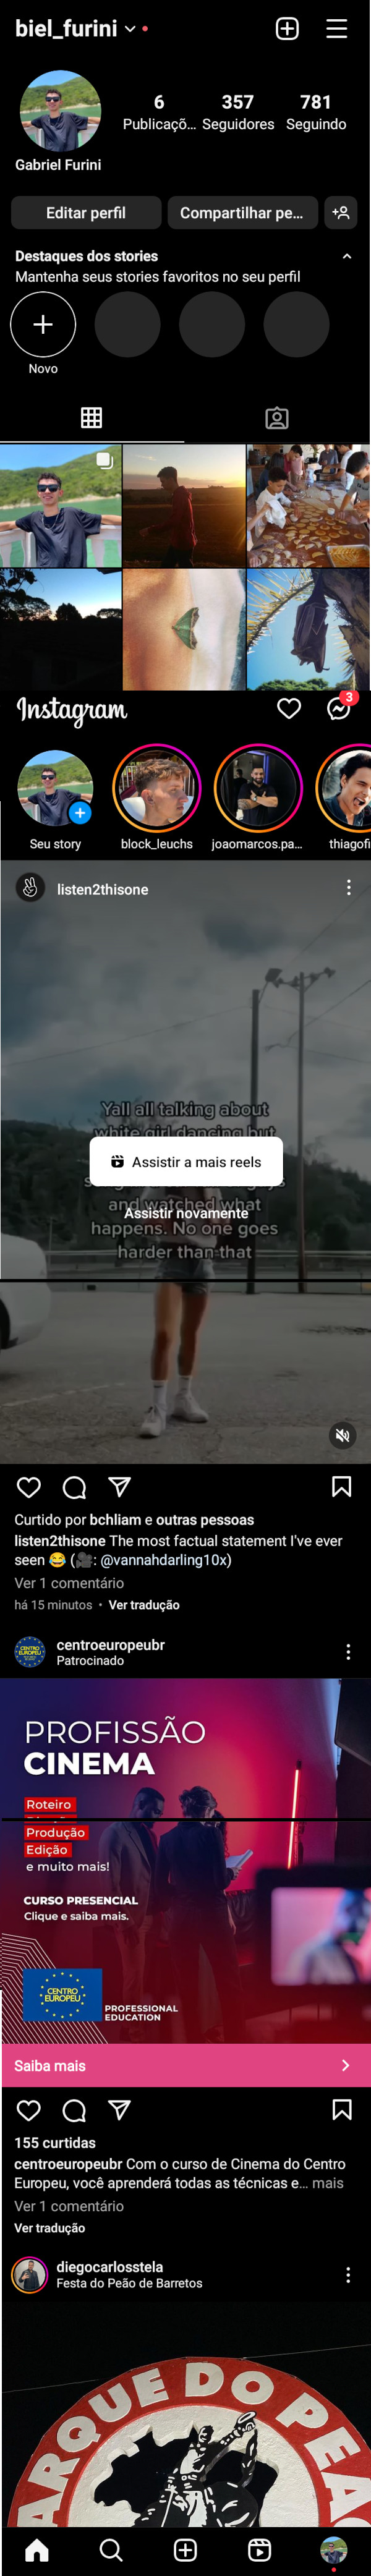 biel_furini
6 357 781
Publicaçõ... Seguidores Seguindo
Gabriel Furini
Editar perfil
Compartilhar pe...
Destaques dos stories
Mantenha seus stories favoritos no seu perfil
Novo
Instagram
3
Seu story
block_leuchs
joaomarcos.pa...
thiagofi
listen2thisone
Yall all talking about
white girl dancing but
Assistir a mais reels
and watched what
Assistir novamente
happens. No one goes
harder than that
Curtido por bchliam e outras pessoas
listen2thisone The most factual statement I've ever
seen 😂 (🎥: @vannahdarling10x)
Ver 1 comentário
há 15 minutos • Ver tradução
centroeuropeubr
Patrocinado
PROFISSÃO
CINEMA
Roteiro
Produção
Edição
e muito mais!
CURSO PRESENCIAL
Clique e saiba mais.
CENTRO
EUROPEU
PROFESSIONAL
EDUCATION
Saiba mais
155 curtidas
centroeuropeubr Com o curso de Cinema do Centro
Europeu, você aprenderá todas as técnicas e... mais
Ver 1 comentário
Ver tradução
diegocarlosstela
Festa do Peão de Barretos
ARQUE DO PEÃ